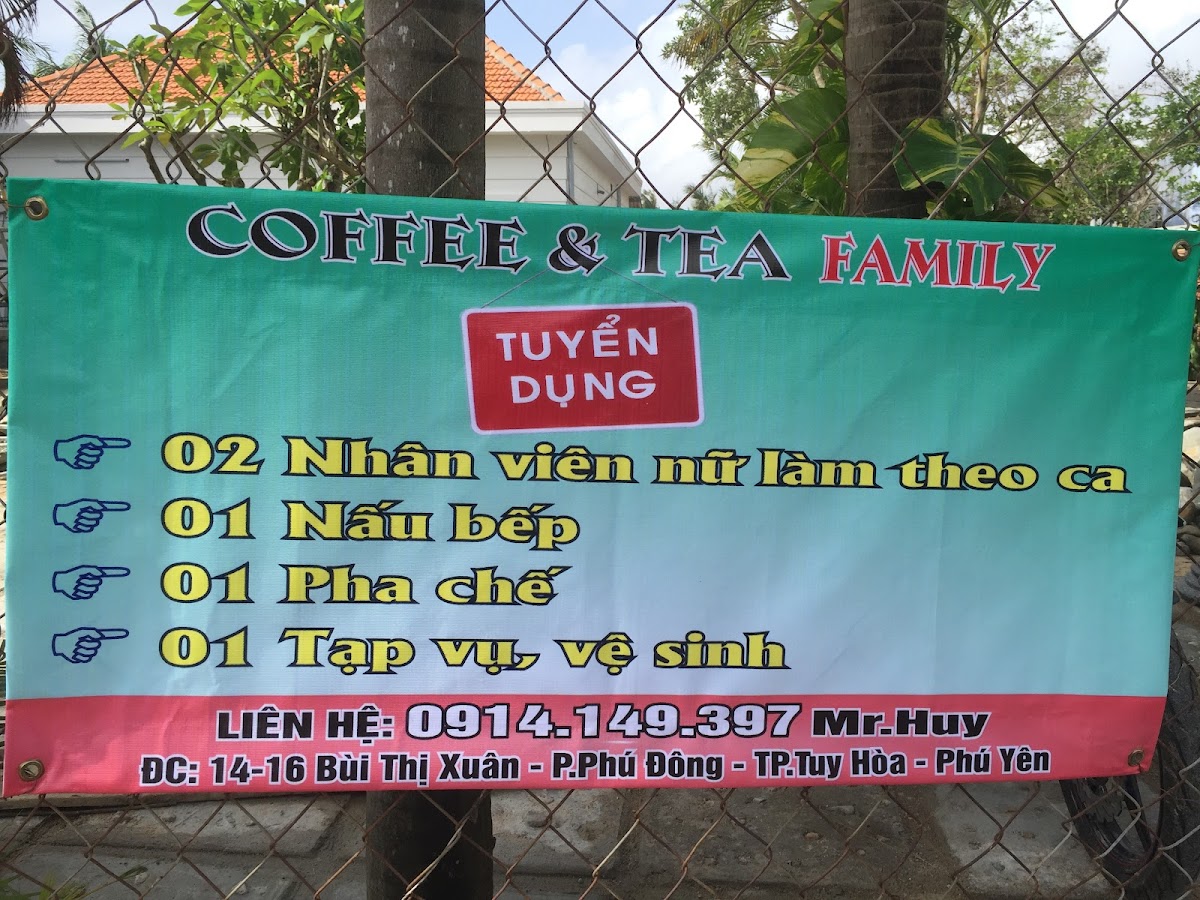 COFFEE & TEA FAMILY
TUYỂN
DỤNG
02 Nhân viên nữ làm theo ca
01 Nấu bếp
01 Pha chế
01 Tạp vụ, vệ sinh
LIÊN HỆ: 0914.149.397 Mr.Huy
ĐC: 14-16 Bùi Thị Xuân - P.Phú Đông - TP.Tuy Hòa - Phú Yên